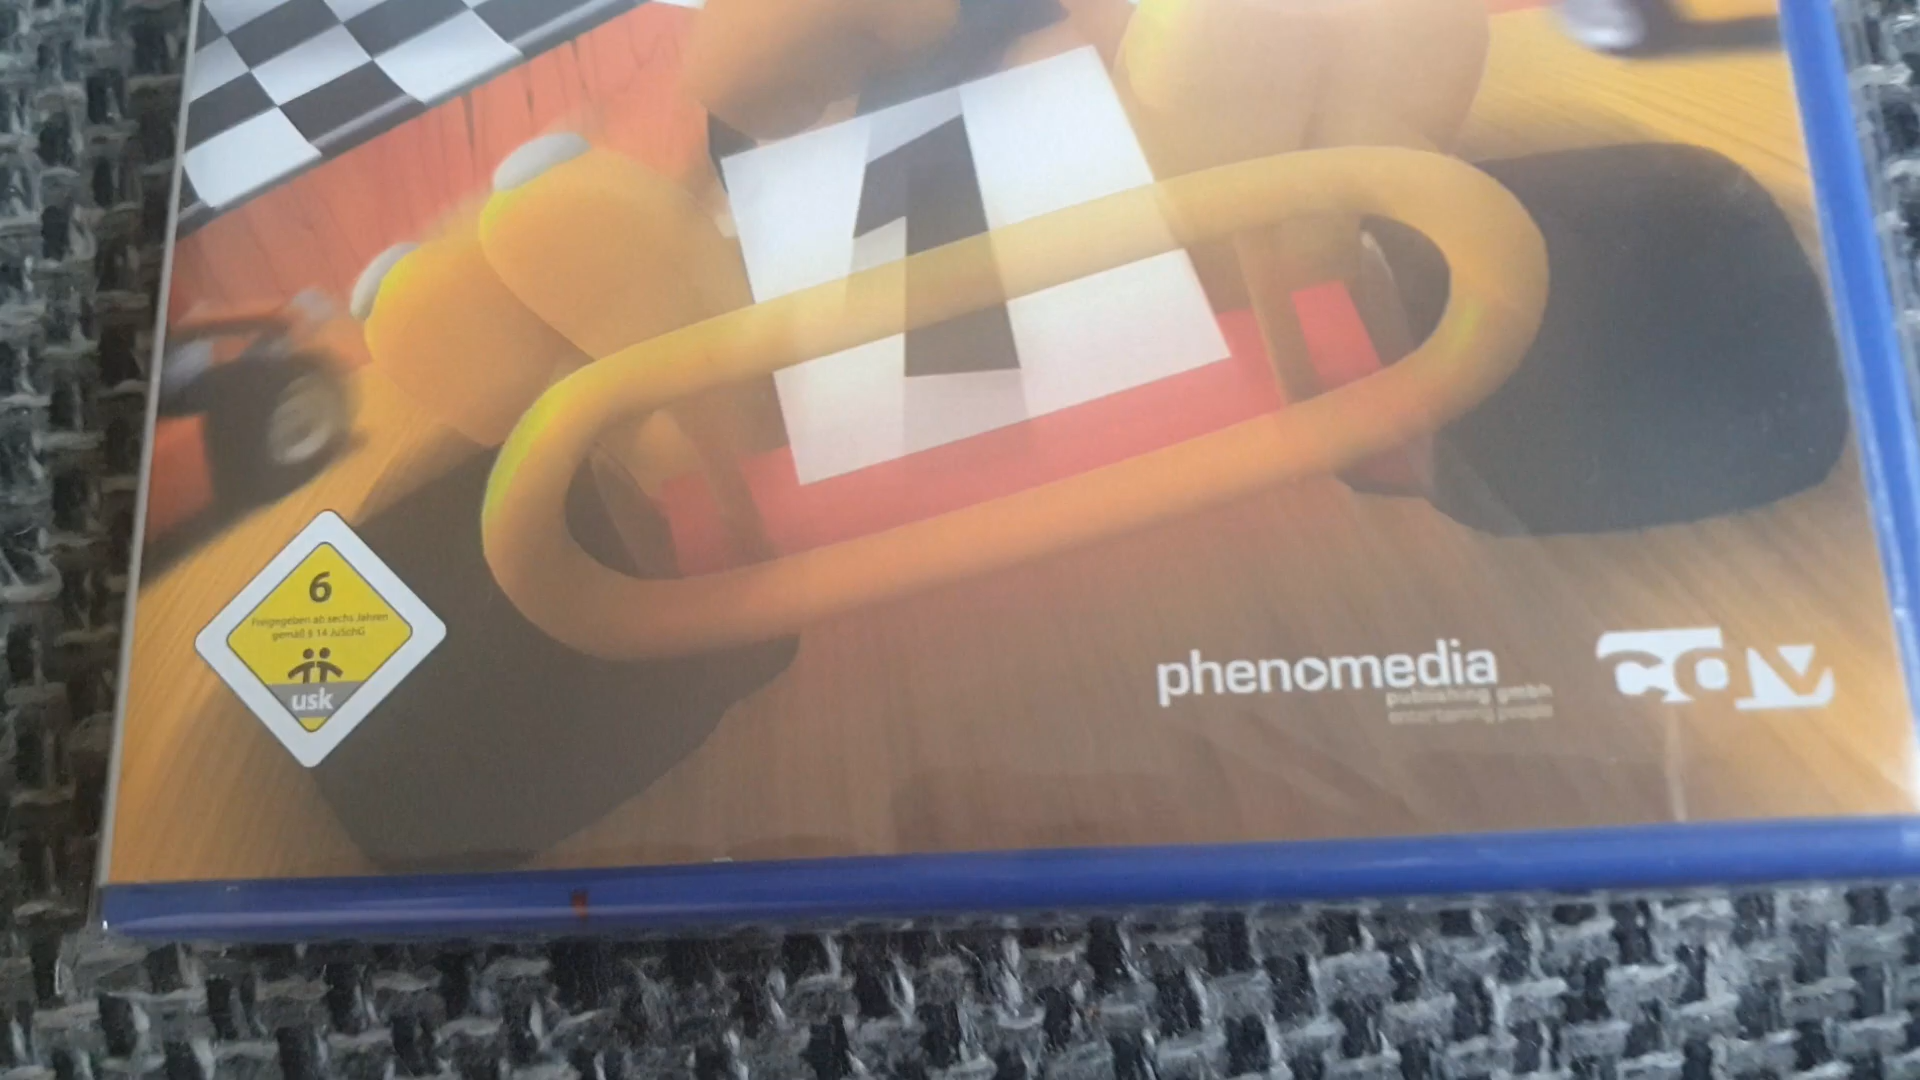 1
6
Freigegeben ab sechs Jahren
gemäß § 14 JuSchG
usk
phenomedia
publishing gmbh
entertaining people
cdv